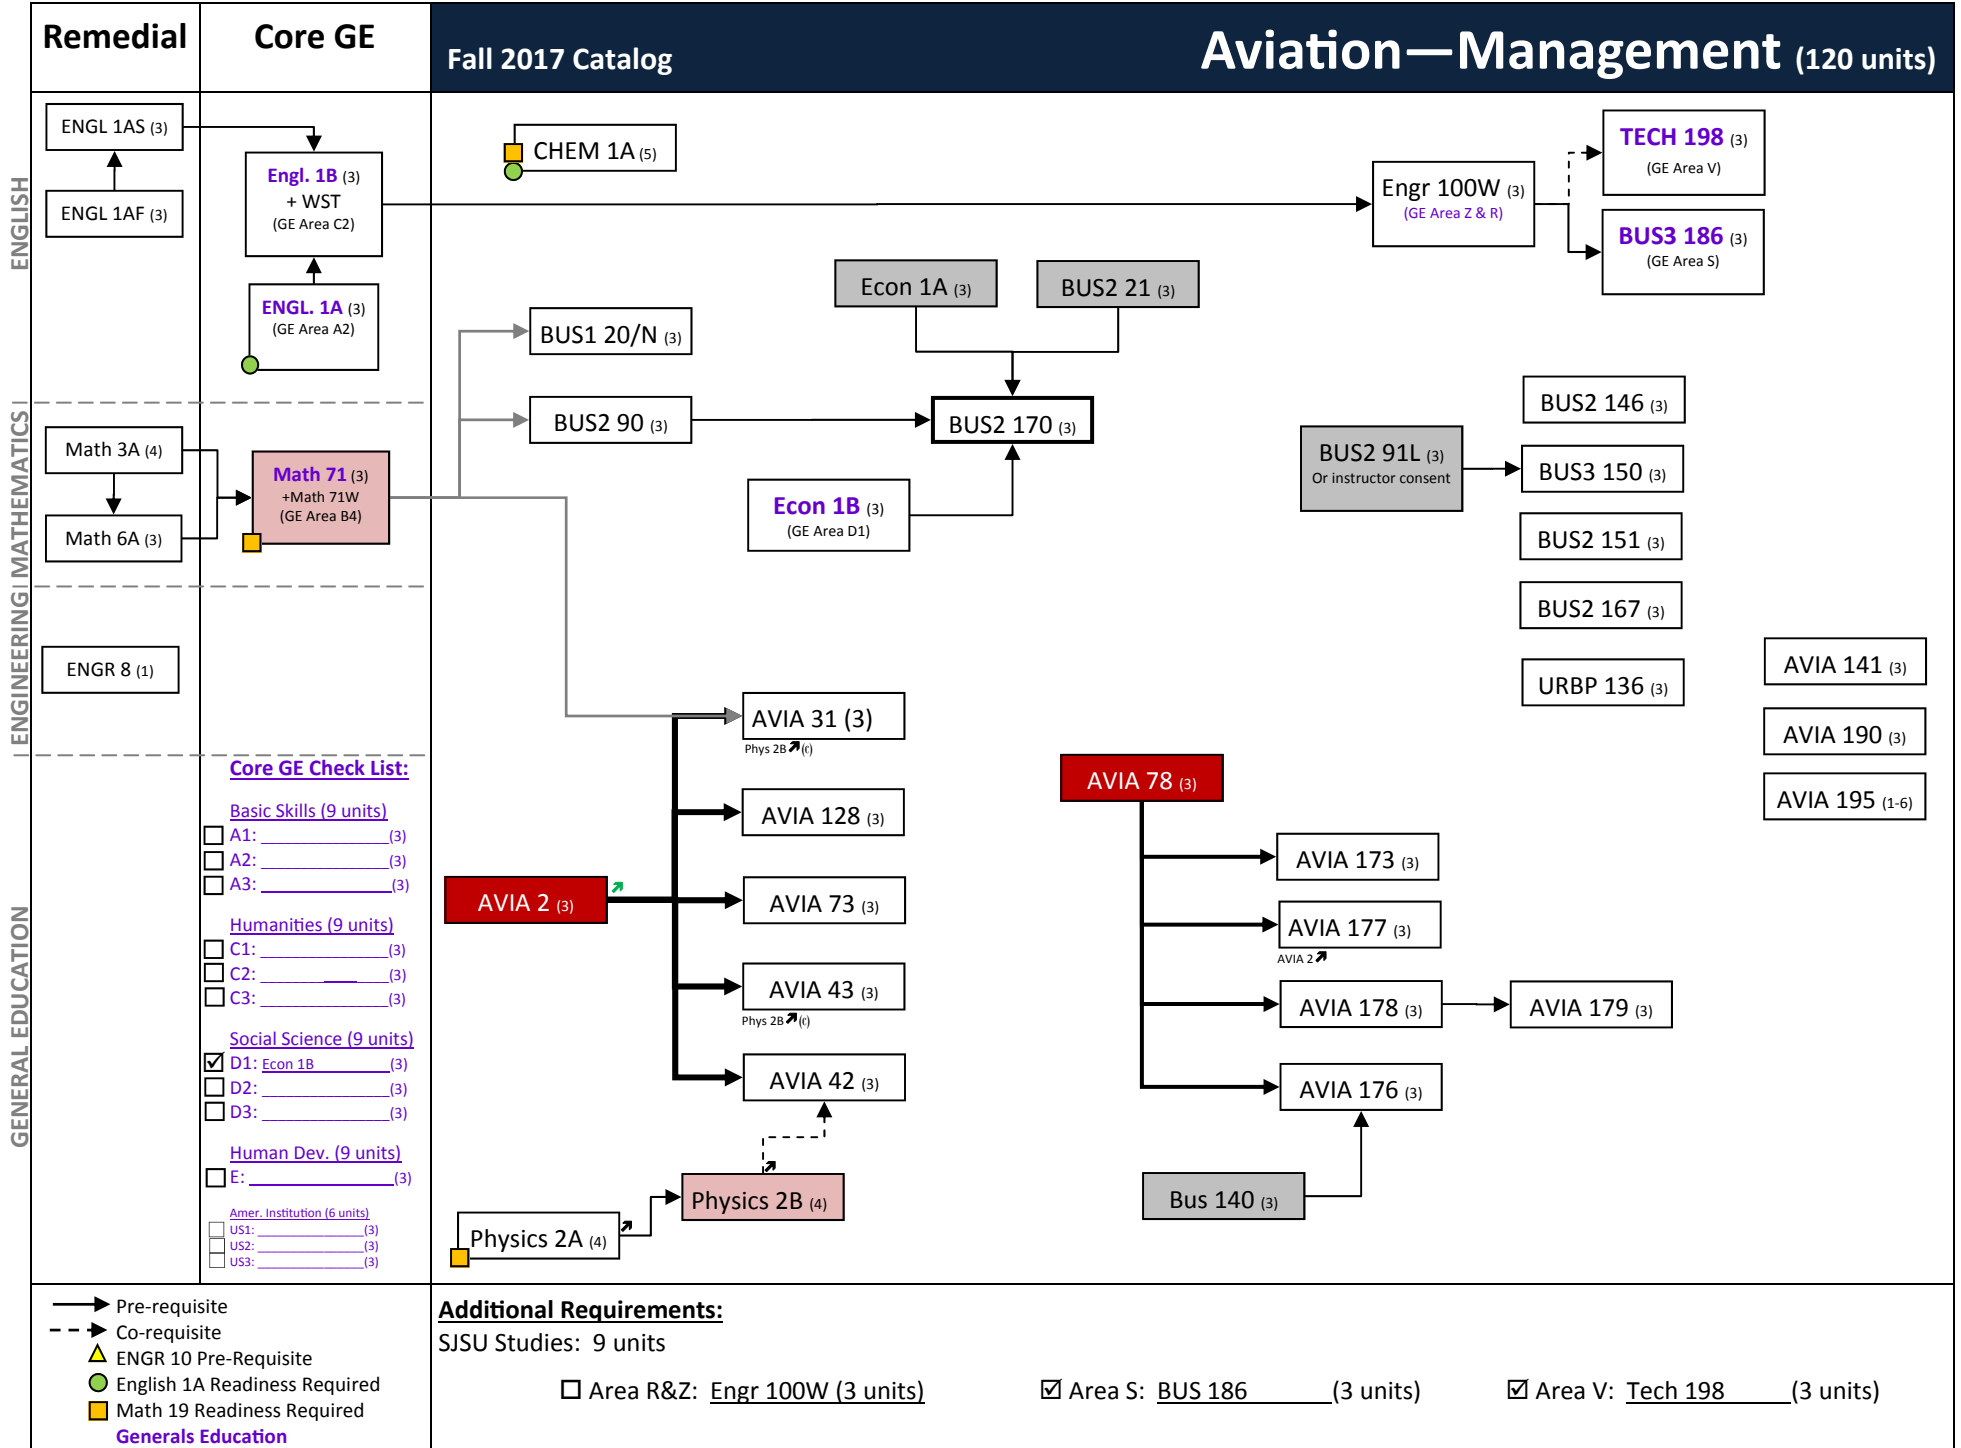 Remedial
Core GE
Fall 2017 Catalog
Aviation—Management (120 units)
ENGLISH
MATHEMATICS
ENGINEERING
GENERAL EDUCATION
ENGL 1AS (3)
ENGL 1AF (3)
Engl. 1B (3)
+ WST
(GE Area C2)
ENGL. 1A (3)
(GE Area A2)
CHEM 1A (5)
Engr 100W (3)
(GE Area Z & R)
TECH 198 (3)
(GE Area V)
BUS3 186 (3)
(GE Area S)
Econ 1A (3)
BUS2 21 (3)
BUS1 20/N (3)
BUS2 90 (3)
BUS2 170 (3)
Econ 1B (3)
(GE Area D1)
BUS2 91L (3)
Or instructor consent
BUS2 146 (3)
BUS3 150 (3)
BUS2 151 (3)
BUS2 167 (3)
URBP 136 (3)
Math 3A (4)
Math 6A (3)
Math 71 (3)
+Math 71W
(GE Area B4)
ENGR 8 (1)
AVIA 141 (3)
AVIA 190 (3)
AVIA 195 (1-6)
AVIA 2 (3)
AVIA 31 (3)
Phys 2B (c)
AVIA 128 (3)
AVIA 73 (3)
AVIA 43 (3)
Phys 2B (c)
AVIA 42 (3)
Physics 2B (4)
Physics 2A (4)
AVIA 78 (3)
AVIA 173 (3)
AVIA 177 (3)
AVIA 2
AVIA 178 (3)
AVIA 179 (3)
AVIA 176 (3)
Bus 140 (3)
Core GE Check List:
Basic Skills (9 units)
A1: ________________(3)
A2: ________________(3)
A3: ________________(3)
Humanities (9 units)
C1: ________________(3)
C2: ________________(3)
C3: ________________(3)
Social Science (9 units)
D1: Econ 1B (3)
D2: ________________(3)
D3: ________________(3)
Human Dev. (9 units)
E: __________________(3)
Amer. Institution (6 units)
US1: _________________(3)
US2: _________________(3)
US3: _________________(3)
Pre-requisite
Co-requisite
ENGR 10 Pre-Requisite
English 1A Readiness Required
Math 19 Readiness Required
Generals Education
Additional Requirements:
SJSU Studies: 9 units
Area R&Z: Engr 100W (3 units)
Area S: BUS 186 (3 units)
Area V: Tech 198 (3 units)